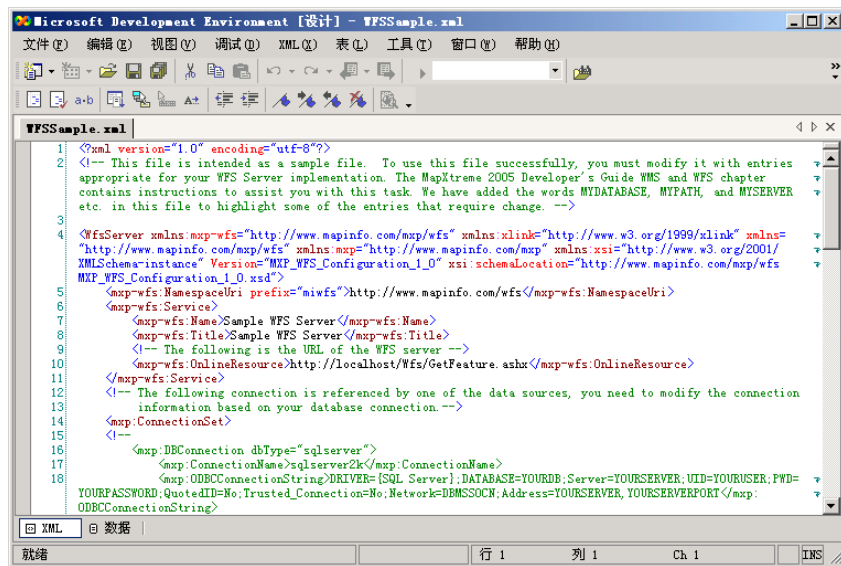 Microsoft Development Environment [设计] - WFSSample.xml
文件(F) 编辑(E) 视图(V) 调试(D) XML(X) 表(L) 工具(T) 窗口(W) 帮助(H)
a·b
WFSSample.xml
1 <?xml version="1.0" encoding="utf-8"?>
2 <!-- This file is intended as a sample file. To use this file successfully, you must modify it with entries
appropriate for your WFS Server implementation. The MapXtreme 2005 Developer's Guide WMS and WFS chapter
contains instructions to assist you with this task. We have added the words MYDATABASE, MYPATH, and MYSERVER
etc. in this file to highlight some of the entries that require change. -->
3
4 <WfsServer xmlns:mxp-wfs="http://www.mapinfo.com/mxp/wfs" xmlns:xlink="http://www.w3.org/1999/xlink" xmlns=
"http://www.mapinfo.com/mxp/wfs" xmlns:mxp="http://www.mapinfo.com/mxp" xmlns:xsi="http://www.w3.org/2001/
XMLSchema-instance" Version="MXP_WFS_Configuration_1_0" xsi:schemaLocation="http://www.mapinfo.com/mxp/wfs
MXP_WFS_Configuration_1_0.xsd">
5 <mxp-wfs:NamespaceUri prefix="miwfs">http://www.mapinfo.com/wfs</mxp-wfs:NamespaceUri>
6 <mxp-wfs:Service>
7 <mxp-wfs:Name>Sample WFS Server</mxp-wfs:Name>
8 <mxp-wfs:Title>Sample WFS Server</mxp-wfs:Title>
9 <!-- The following is the URL of the WFS server -->
10 <mxp-wfs:OnlineResource>http://localhost/Wfs/GetFeature.ashx</mxp-wfs:OnlineResource>
11 </mxp-wfs:Service>
12 <!-- The following connection is referenced by one of the data sources, you need to modify the connection
13 information based on your database connection.-->
14 <mxp:ConnectionSet>
15 <!--
16 <mxp:DBConnection dbType="sqlserver">
17 <mxp:ConnectionName>sqlserver2k</mxp:ConnectionName>
18 <mxp:ODBCConnectionString>DRIVER={SQL Server};DATABASE=YOURDB;Server=YOURSERVER;UID=YOURUSER;PWD=
YOURPASSWORD;QuotedID=No;Trusted_Connection=No;Network=DBMSSOCN;Address=YOURSERVER,YOURSERVERPORT</mxp:
ODBCConnectionString>
XML 数据
就绪 行 1 列 1 Ch 1 INS